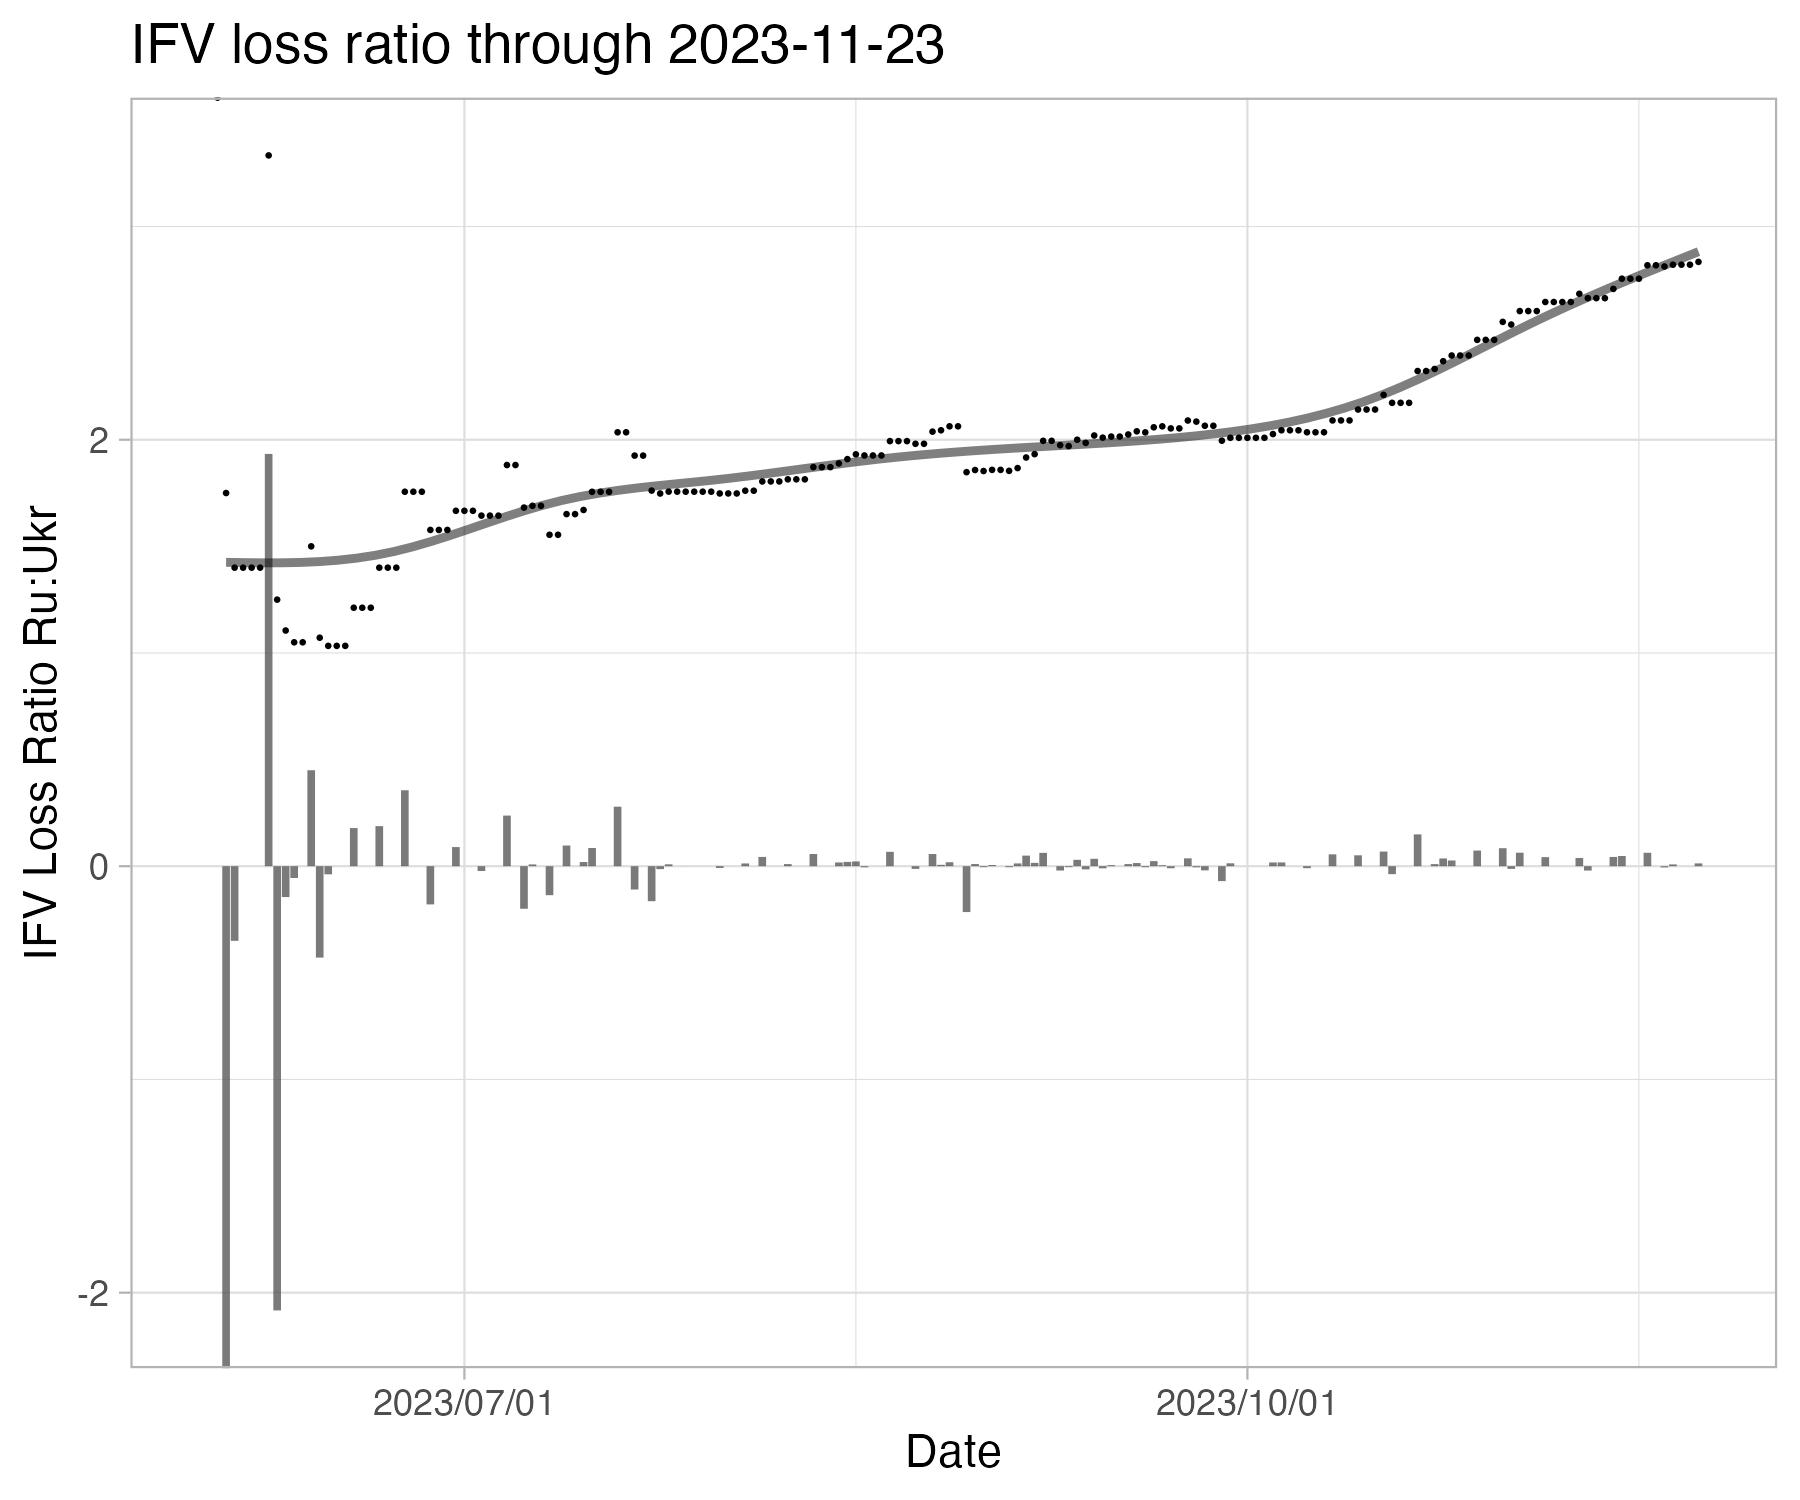 IFV loss ratio through 2023-11-23
IFV Loss Ratio Ru:Ukr
2
0
-2
2023/07/01
2023/10/01
Date